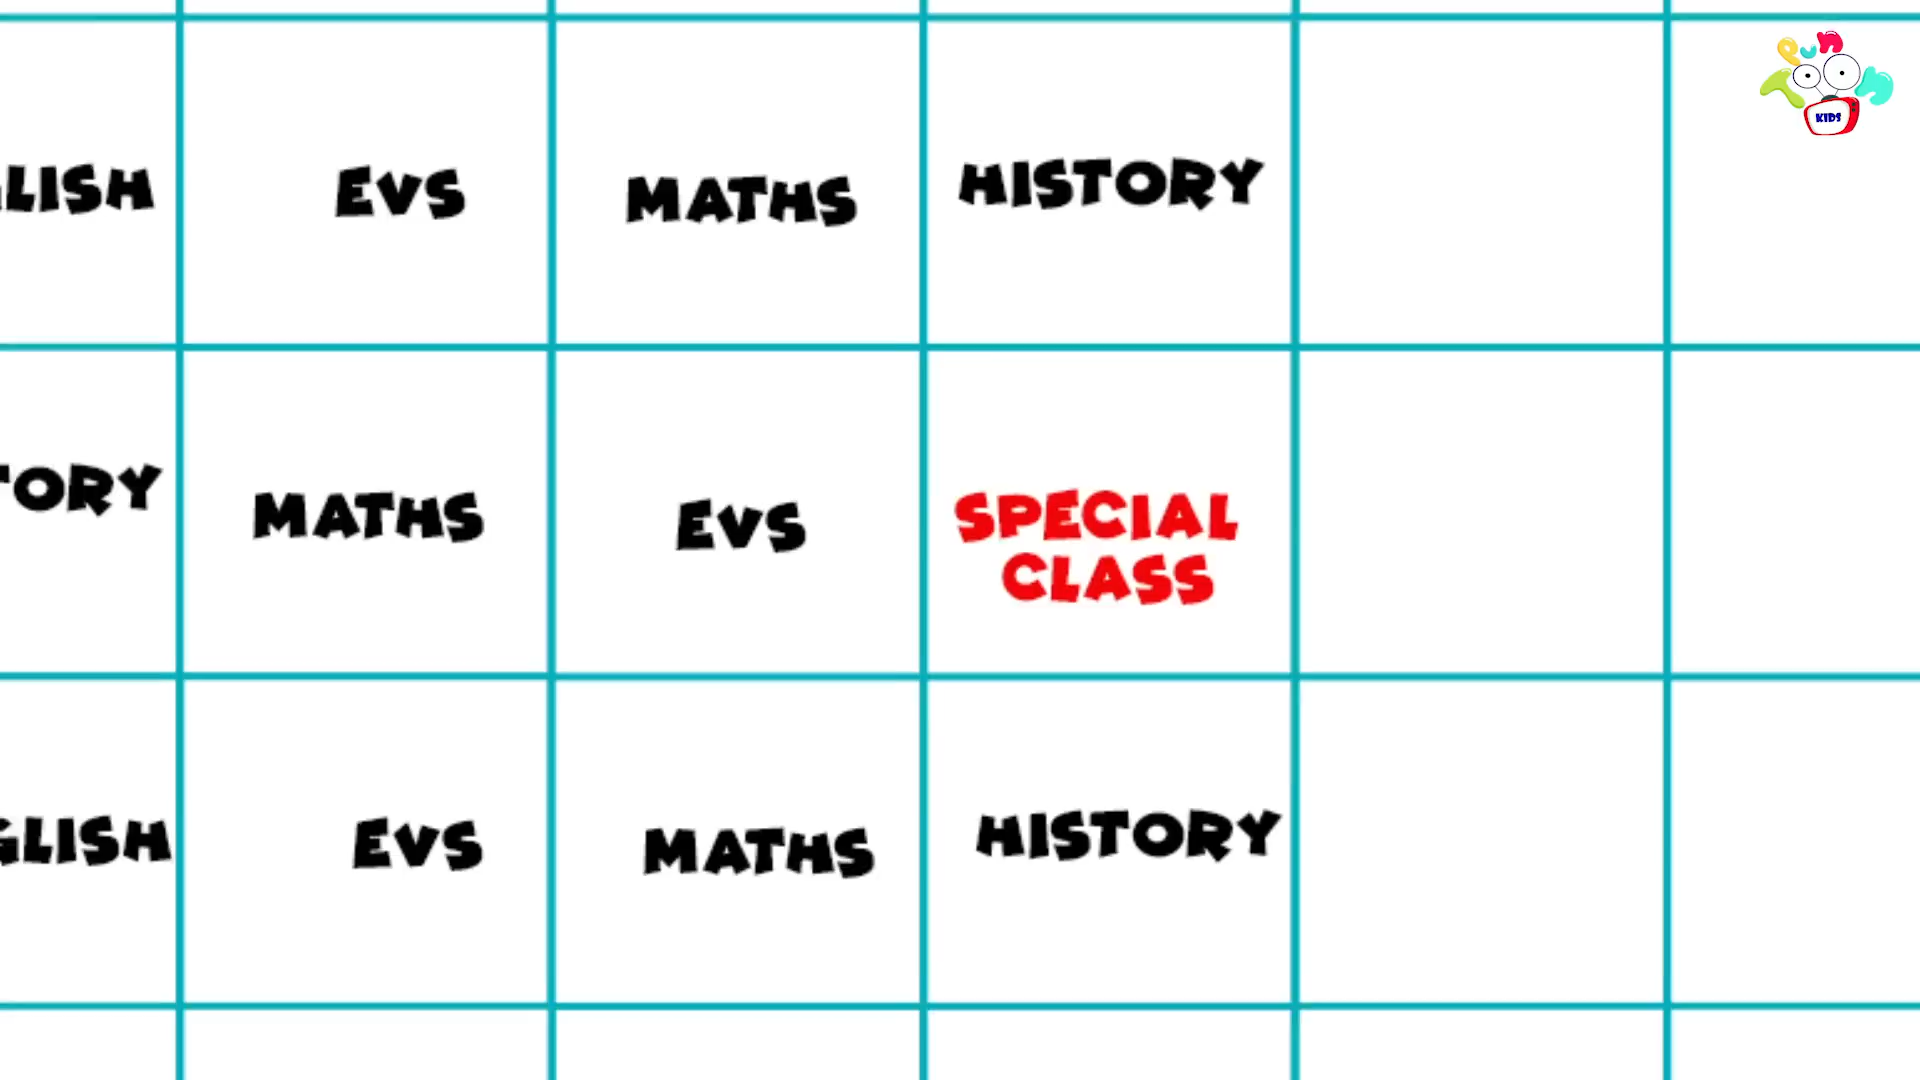 EVS MATHS HISTORY
MATHS EVS SPECIAL CLASS
EVS MATHS HISTORY
KIDS